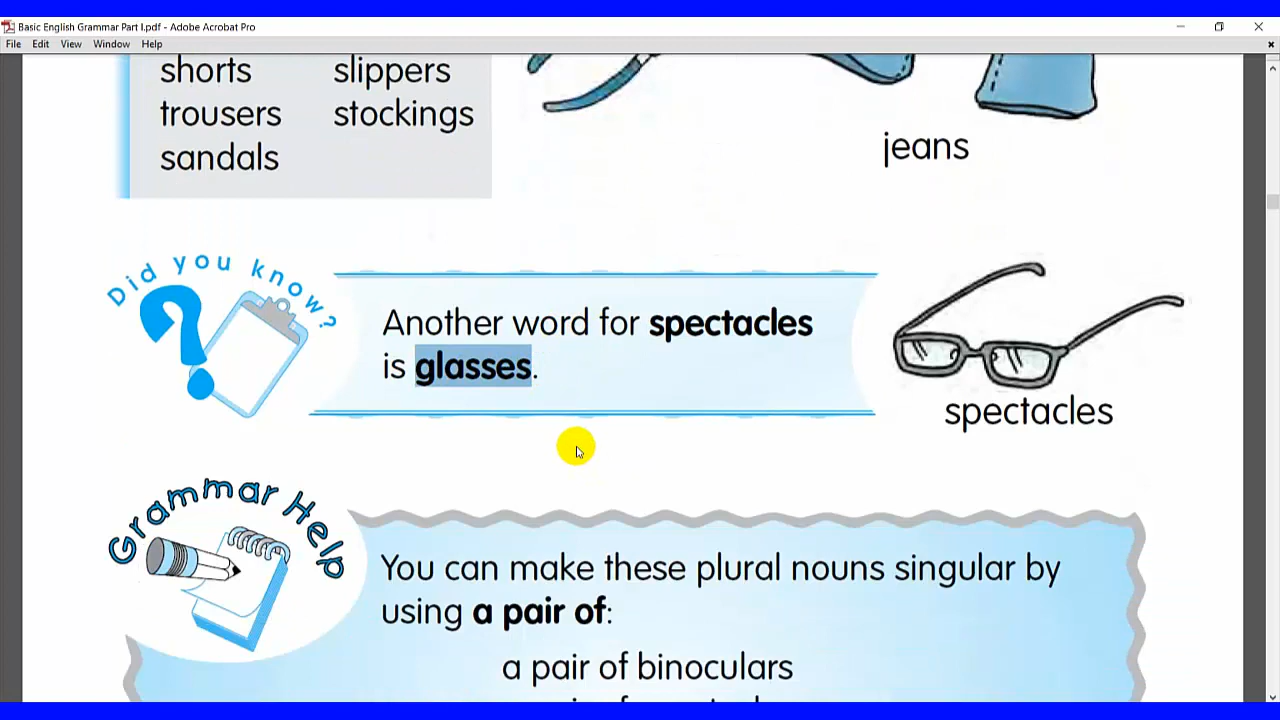 Basic English Grammar Part I.pdf - Adobe Acrobat Pro
File Edit View Window Help
shorts slippers
trousers stockings
sandals
jeans
Did you know?
Another word for spectacles
is glasses.
spectacles
Grammar Help
You can make these plural nouns singular by
using a pair of:
a pair of binoculars